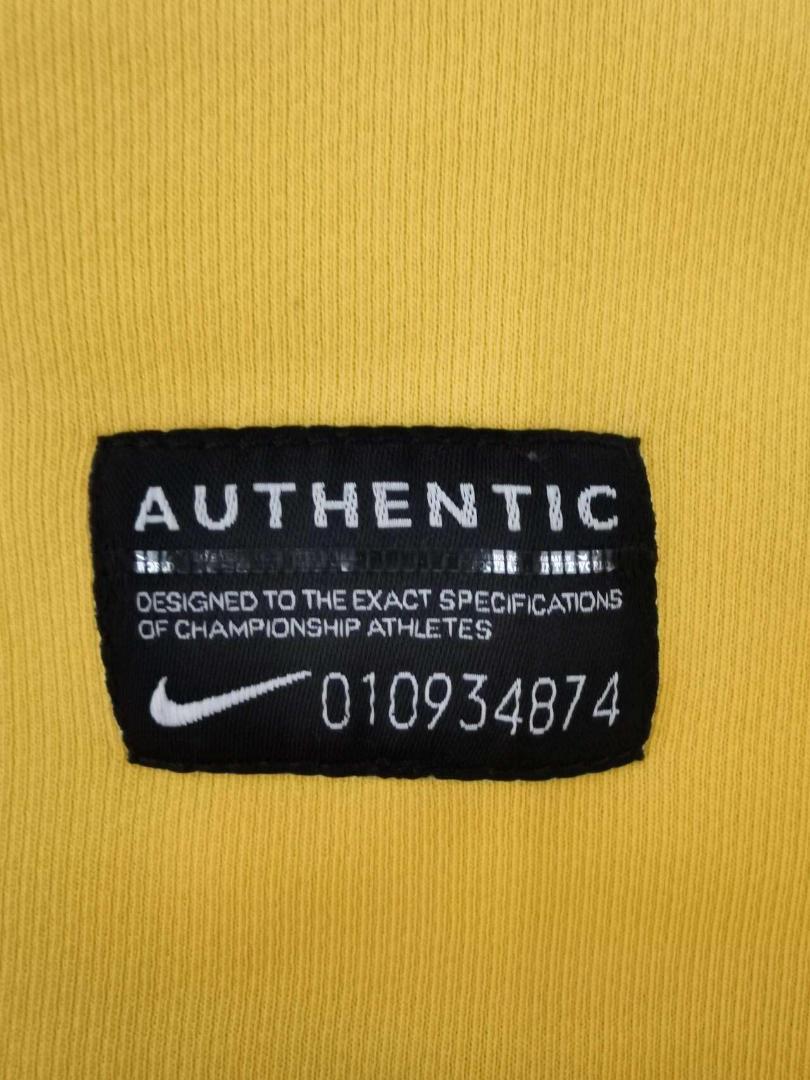 AUTHENTIC
DESIGNED TO THE EXACT SPECIFICATIONS
OF CHAMPIONSHIP ATHLETES
010934874